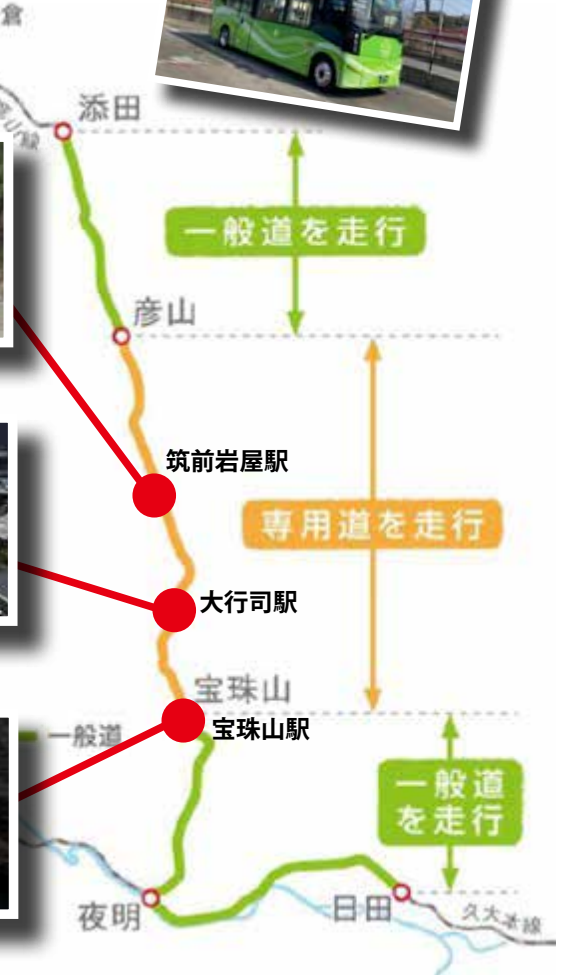 倉
添田
一般道を走行
彦山
筑前岩屋駅
専用道を走行
大行司駅
宝珠山
宝珠山駅
一般道
一般道
を走行
夜明
日田
久大本線